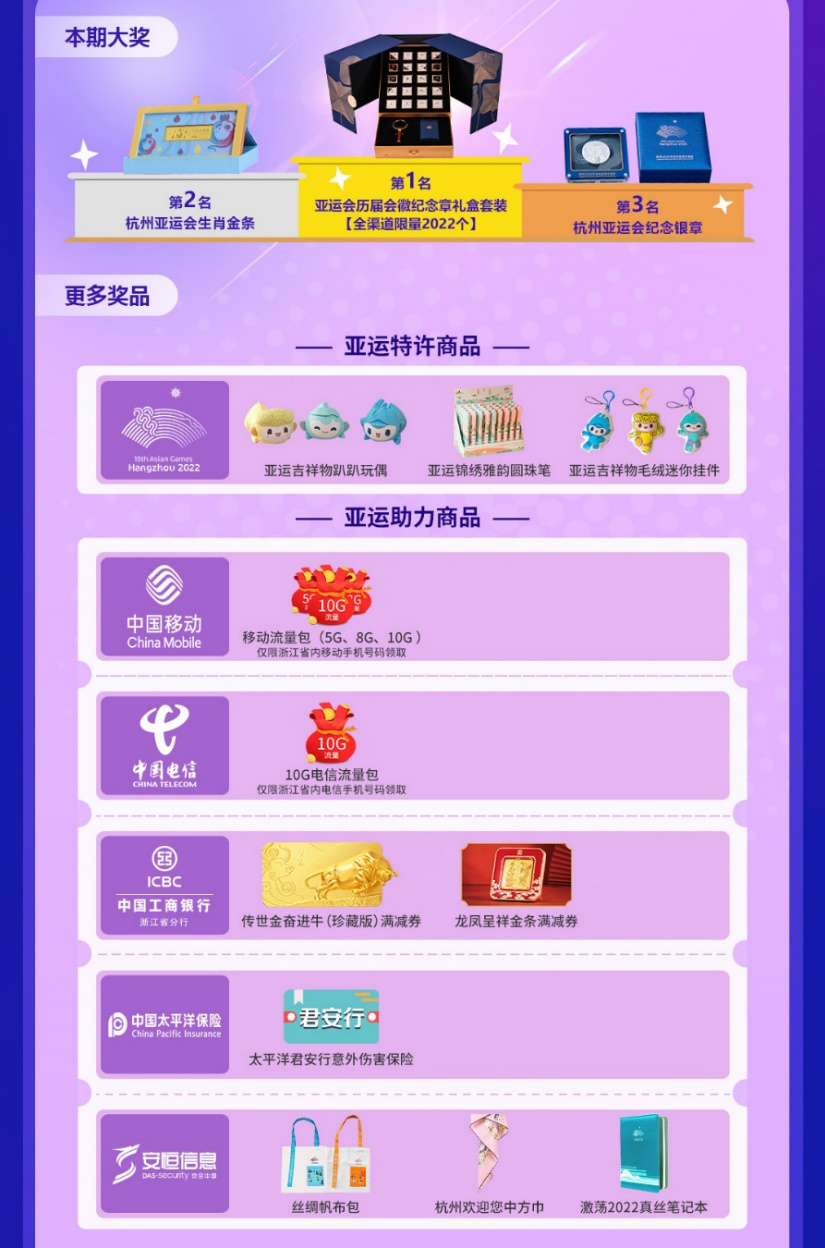 本期大奖
第1名
亚运会历届会徽纪念章礼盒套装
【全渠道限量2022个】
第2名
杭州亚运会生肖金条
第3名
杭州亚运会纪念银章
更多奖品
亚运特许商品
19th Asian Games
Hangzhou 2022
亚运吉祥物趴趴玩偶
亚运锦绣雅韵圆珠笔
亚运吉祥物毛绒迷你挂件
亚运助力商品
中国移动
China Mobile
10G
流量
移动流量包（5G、8G、10G ）
仅限浙江省内移动手机号码领取
中国电信
CHINA TELECOM
10G
流量
10G电信流量包
仅限浙江省内电信手机号码领取
ICBC
中国工商银行
浙江省分行
传世金奋进牛(珍藏版)满减券
龙凤呈祥金条满减券
中国太平洋保险
China Pacific Insurance
君安行
太平洋君安行意外伤害保险
安恒信息
DAS-security 安全中国
丝绸帆布包
杭州欢迎您中方巾
激荡2022真丝笔记本